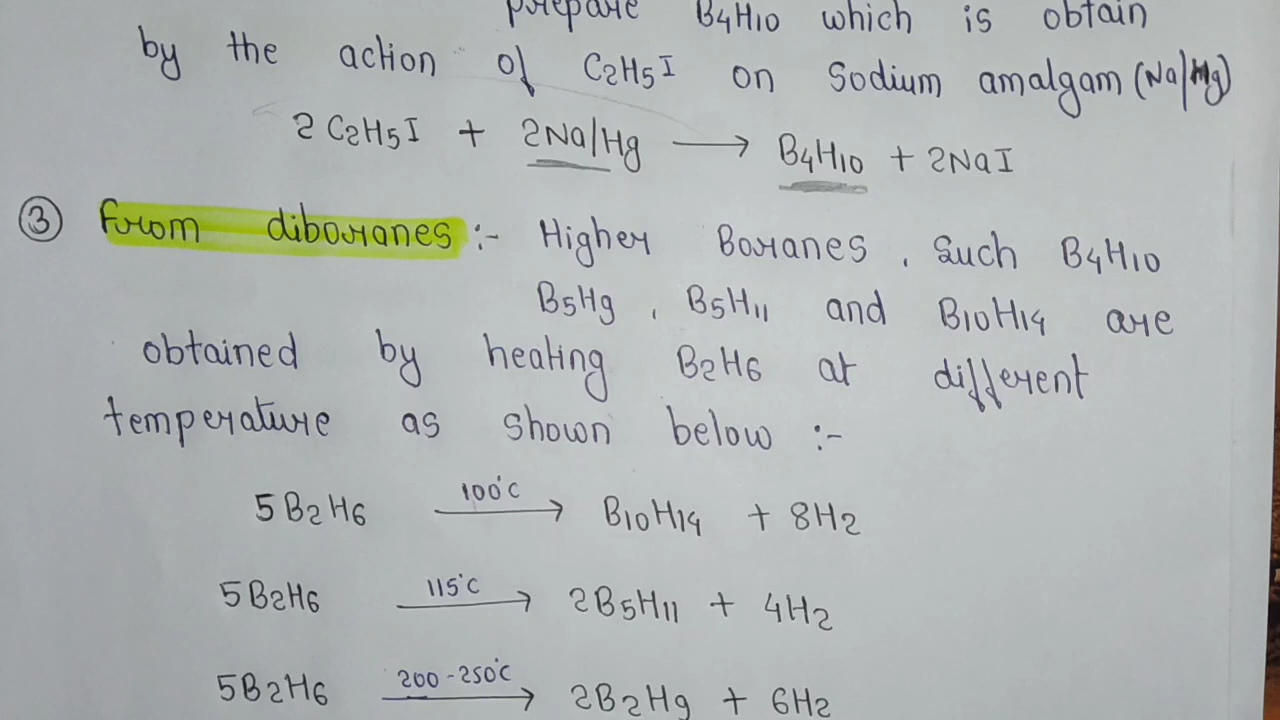 prepare B4H10 which is obtain
by the action of C2H5I on Sodium amalgam (Na/Hg)
2 C2H5I + 2Na/Hg → B4H10 + 2NaI
③ From diboranes :- Higher Boranes , Such B4H10
B5H9 , B5H11 and B10H14 are
obtained by heating B2H6 at different
temperature as shown below :-
5B2H6 100°C → B10H14 + 8H2
5B2H6 115°C → 2B5H11 + 4H2
5B2H6 200-250°C → 2B2H9 + 6H2